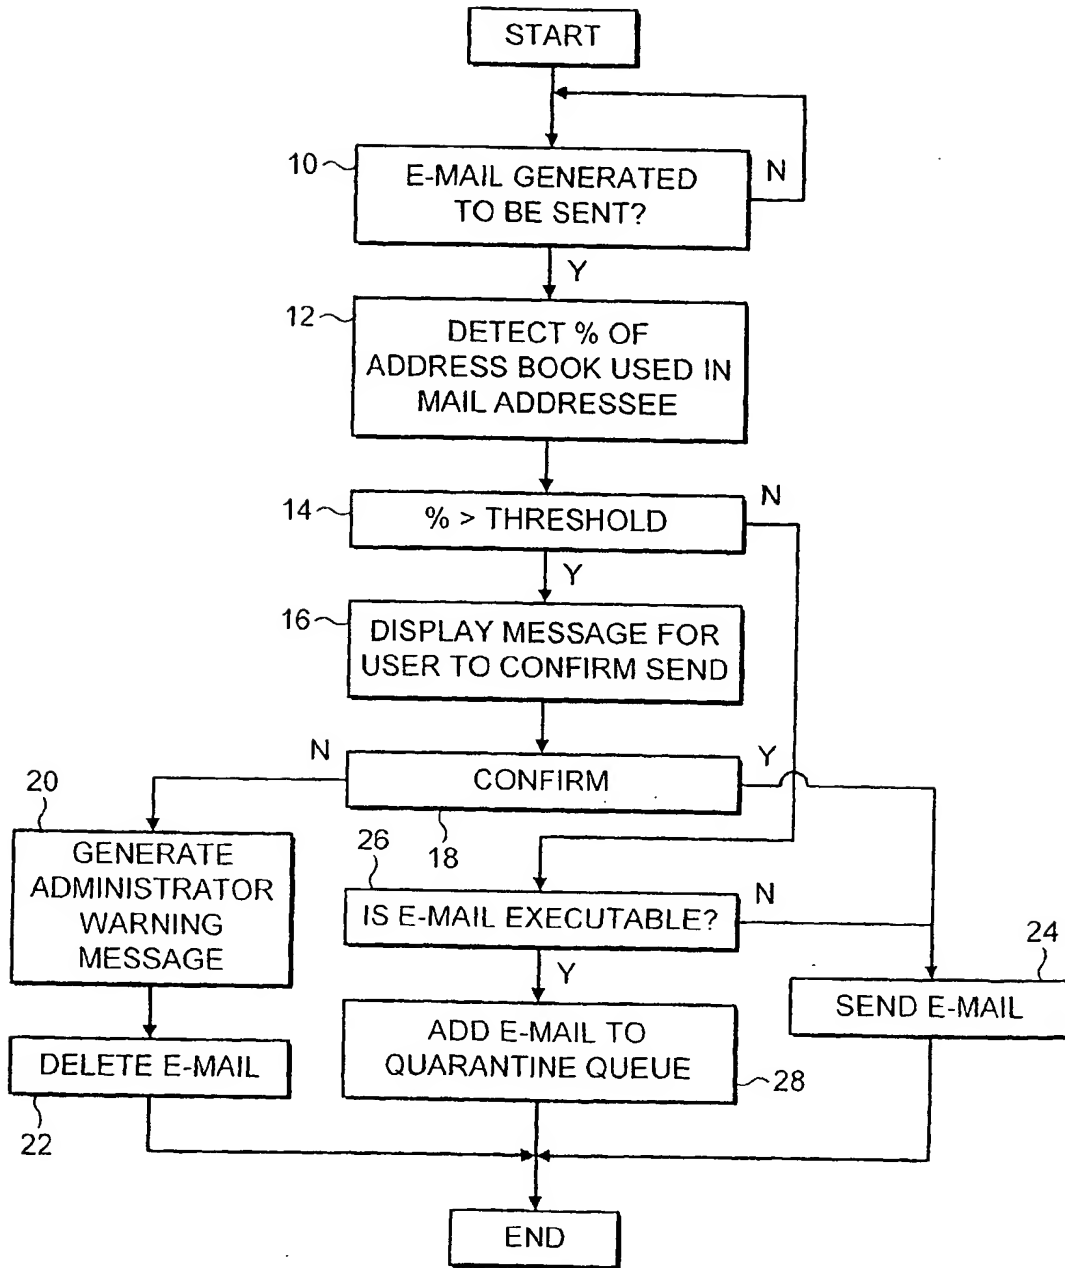 START
10
E-MAIL GENERATED
TO BE SENT?
N
Y
12
DETECT % OF
ADDRESS BOOK USED IN
MAIL ADDRESSEE
14
% > THRESHOLD
N
Y
16
DISPLAY MESSAGE FOR
USER TO CONFIRM SEND
N
CONFIRM
Y
18
20
GENERATE
ADMINISTRATOR
WARNING
MESSAGE
26
IS E-MAIL EXECUTABLE?
N
Y
24
SEND E-MAIL
ADD E-MAIL TO
QUARANTINE QUEUE
28
DELETE E-MAIL
22
END